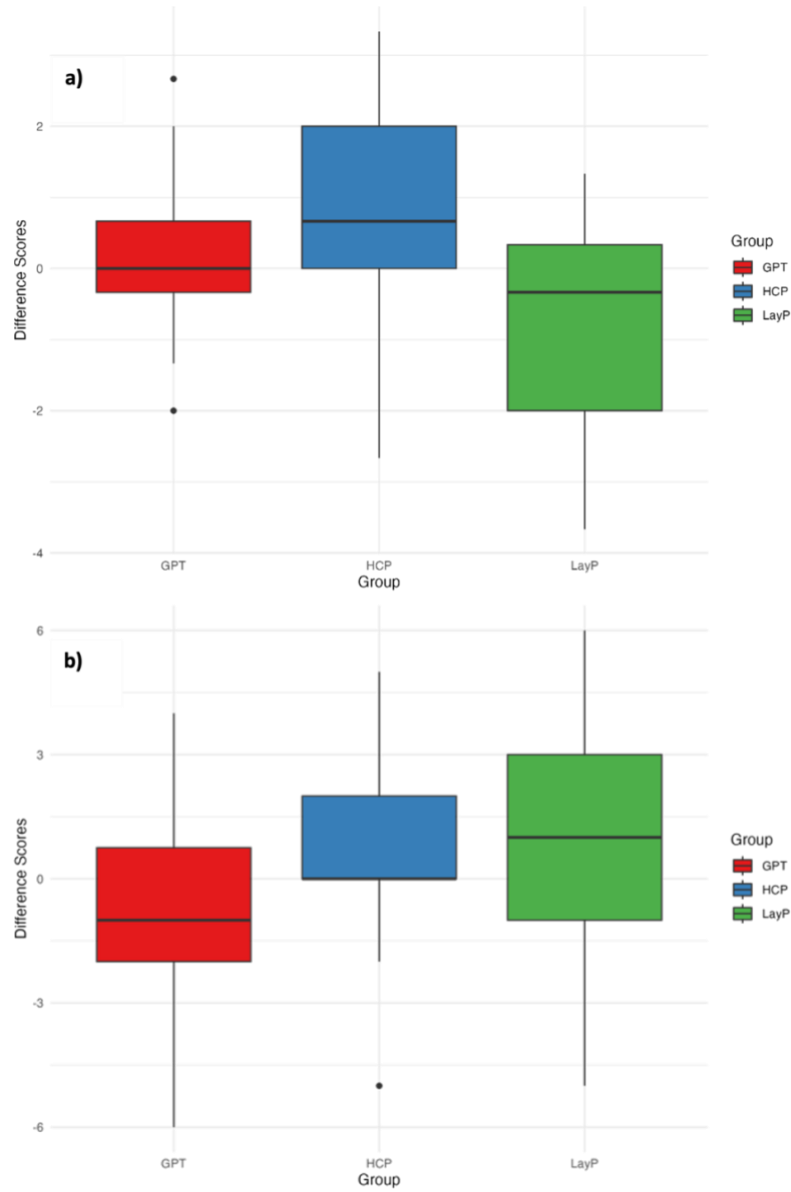 a)
Difference Scores
2
0
-2
-4
GPT HCP LayP
Group
Group
GPT
HCP
LayP
b)
Difference Scores
6
3
0
-3
-6
GPT HCP LayP
Group
Group
GPT
HCP
LayP